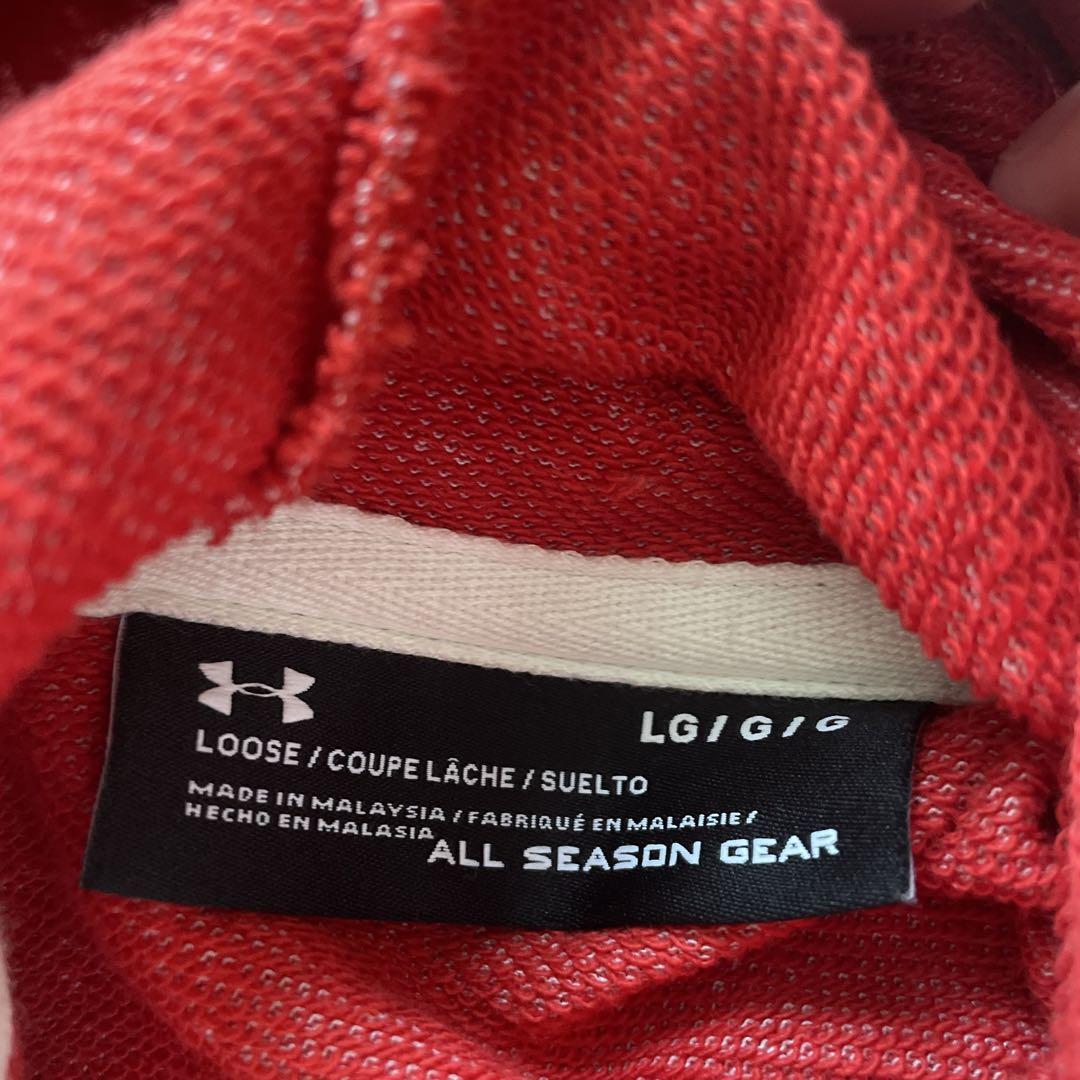 LG / G / G
LOOSE / COUPE LÂCHE / SUELTO
MADE IN MALAYSIA / FABRIQUÉ EN MALAISIE /
HECHO EN MALASIA
ALL SEASON GEAR